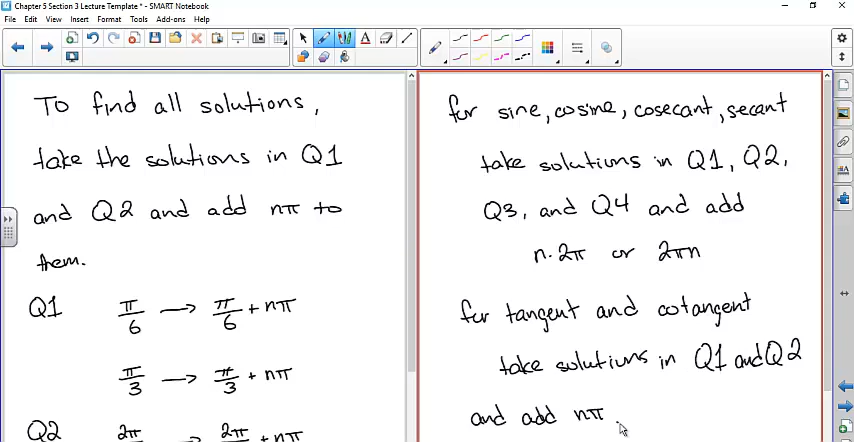 Chapter 5 Section 3 Lecture Template * - SMART Notebook
File Edit View Insert Format Tools Add-ons Help
To find all solutions,
take the solutions in Q1
and Q2 and add nπ to
them.
Q1 π/6 → π/6 + nπ
π/3 → π/3 + nπ
Q2 2π → 2π + nπ
for sine, cosine, cosecant, secant
take solutions in Q1, Q2,
Q3, and Q4 and add
n·2π or 2πn
for tangent and cotangent
take solutions in Q1 and Q2
and add nπ.